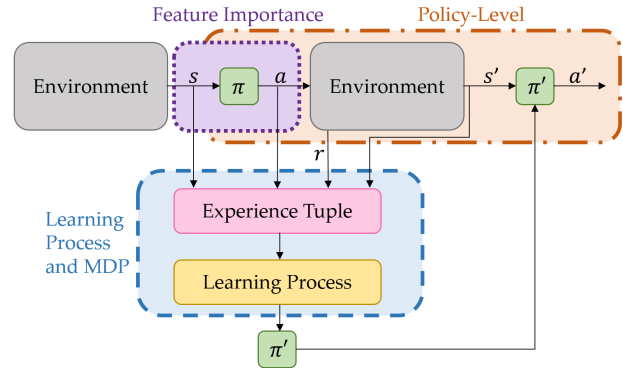 Feature Importance
Policy-Level
Environment
s
π
a
Environment
s′
π′
a′
r
Learning
Process
and MDP
Experience Tuple
Learning Process
π′